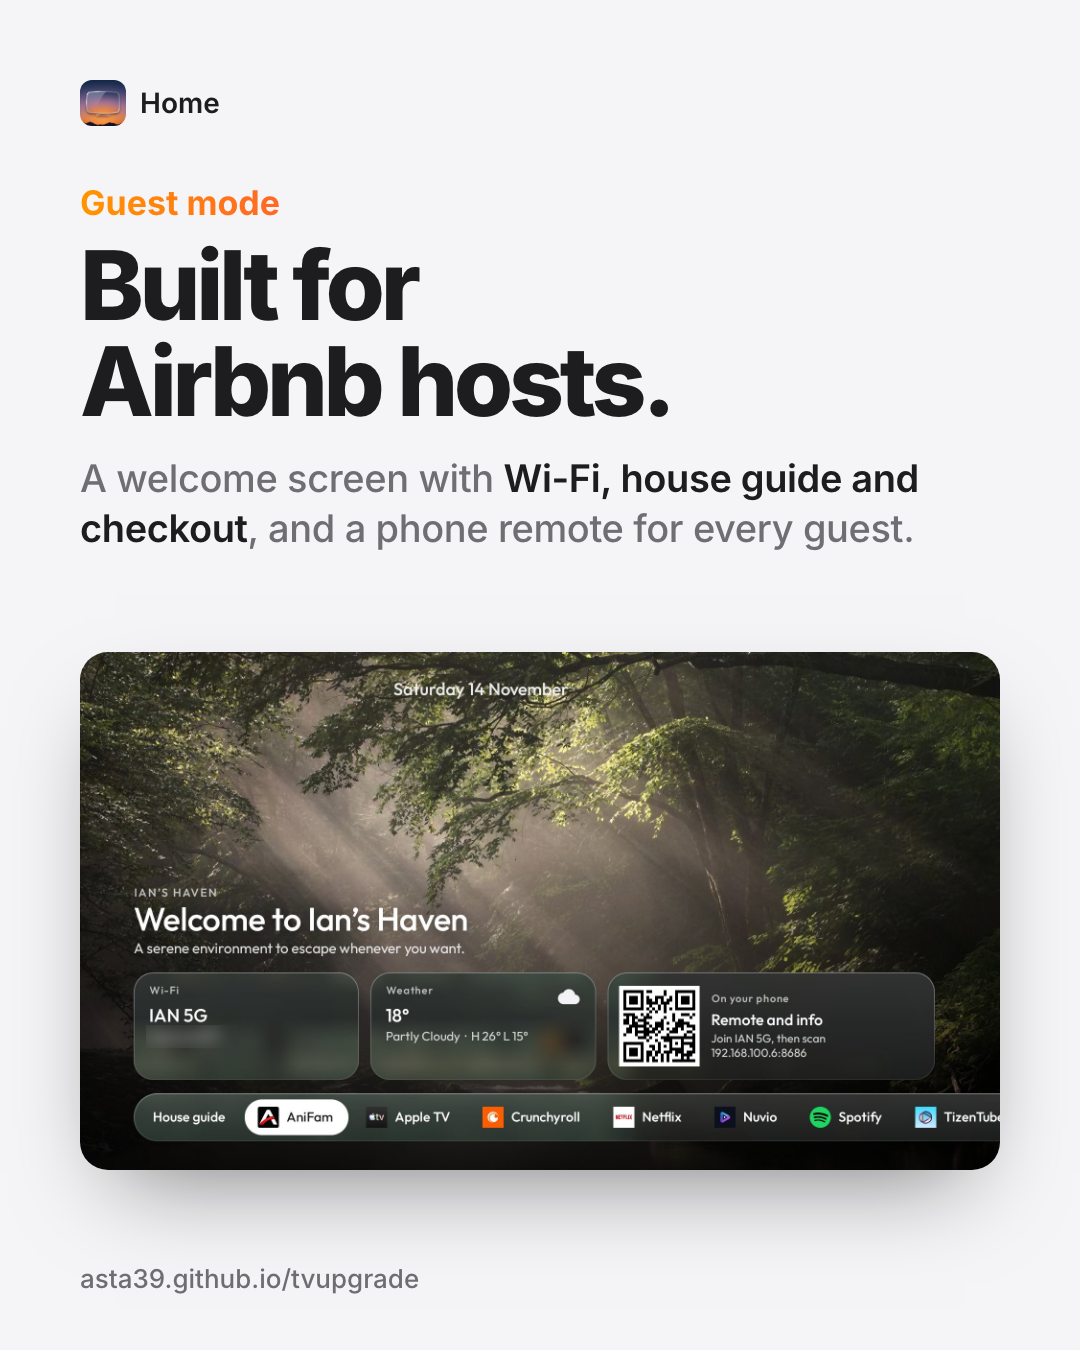 Home
Guest mode
Built for
Airbnb hosts.
A welcome screen with Wi-Fi, house guide and
checkout, and a phone remote for every guest.
Saturday 14 November
IAN'S HAVEN
Welcome to Ian's Haven
A serene environment to escape whenever you want.
Wi-Fi
IAN 5G
Weather
18°
Partly Cloudy · H 26° L 15°
On your phone
Remote and info
Join IAN 5G, then scan
192.168.100.6:8686
House guide
AniFam
tv
Apple TV
Crunchyroll
NETFLIX
Netflix
Nuvio
Spotify
TizenTube
asta39.github.io/tvupgrade